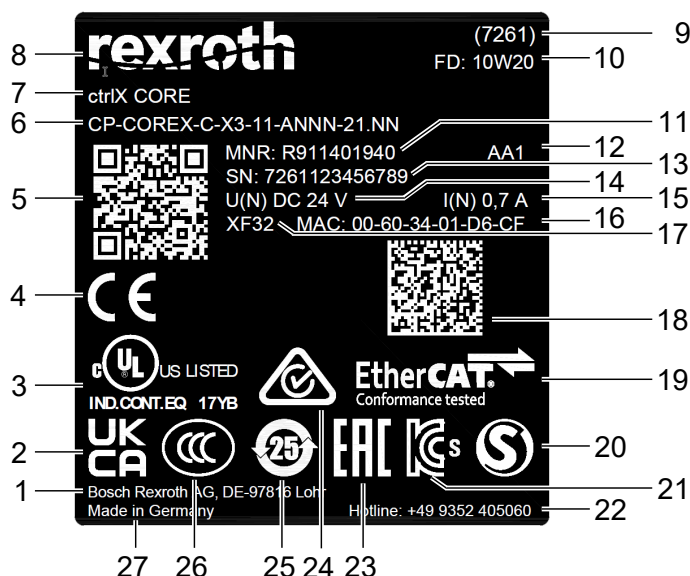 rexroth (7261) 9
8 FD: 10W20 10
7 ctrlX CORE
6 CP-COREX-C-X3-11-ANNN-21.NN 11
MNR: R911401940 AA1 12
SN: 7261123456789 13
5 U(N) DC 24 V I(N) 0,7 A 14
15
XF32 MAC: 00-60-34-01-D6-CF 16
17
4 CE
18
C UL ® US LISTED
3 EtherCAT® 19
Conformance tested
IND.CONT.EQ 17YB
2 UK CA CCC 25 EAC KC S S 20
21
1 Bosch Rexroth AG, DE-97816 Lohr
Made in Germany Hotline: +49 9352 405060 22
27 26 25 24 23